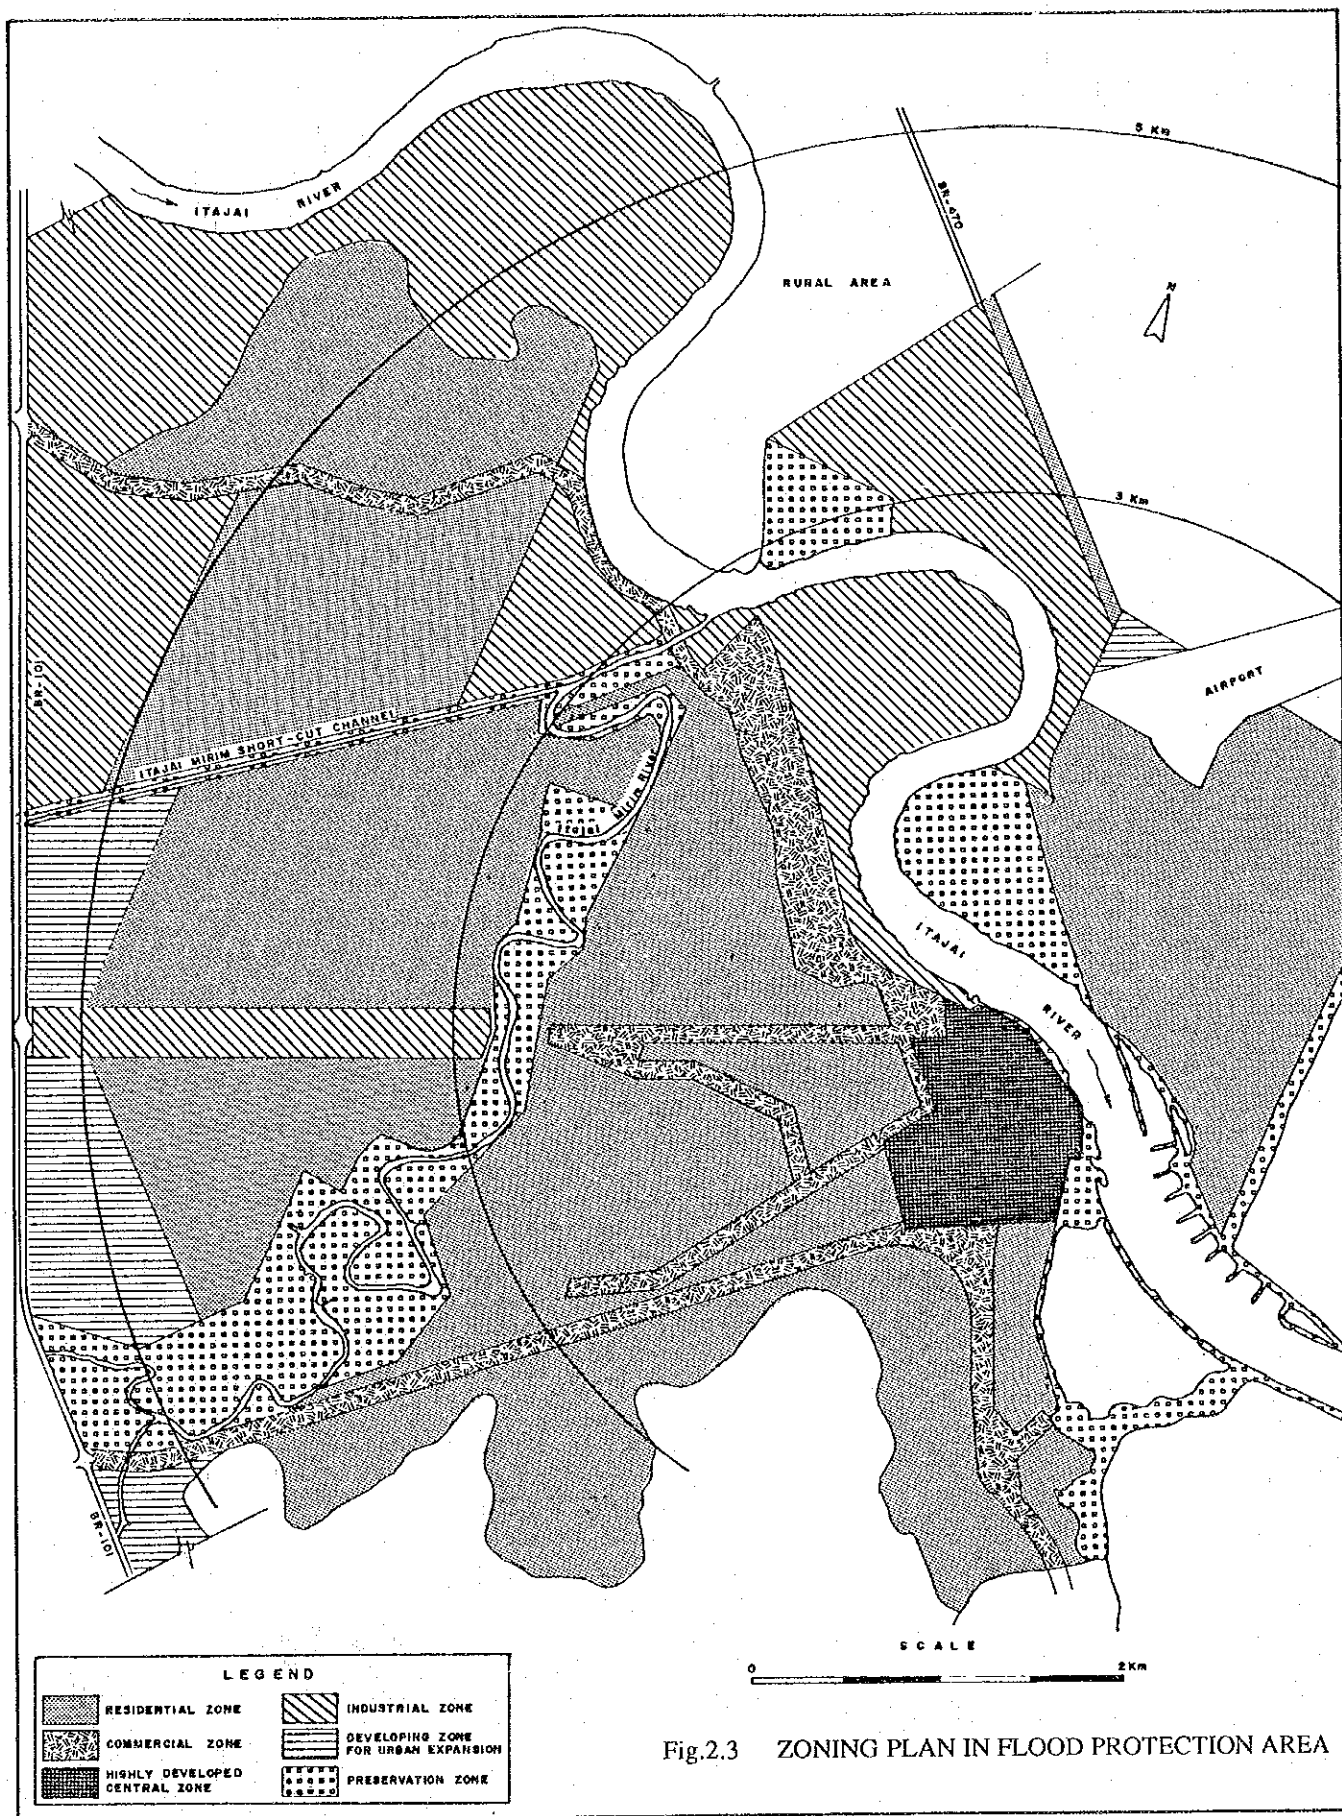 5 Km
ITAJAI RIVER
BR-470
RURAL AREA
N
3 Km
BR-101
AIRPORT
ITAJAI MIRIM SHORT-CUT CHANNEL
Itajai Mirim River
ITAJAI
RIVER
BR-101
SCALE
0 2Km
LEGEND
RESIDENTIAL ZONE
COMMERCIAL ZONE
HIGHLY DEVELOPED
CENTRAL ZONE
INDUSTRIAL ZONE
DEVELOPING ZONE
FOR URBAN EXPANSION
PRESERVATION ZONE
Fig.2.3 ZONING PLAN IN FLOOD PROTECTION AREA